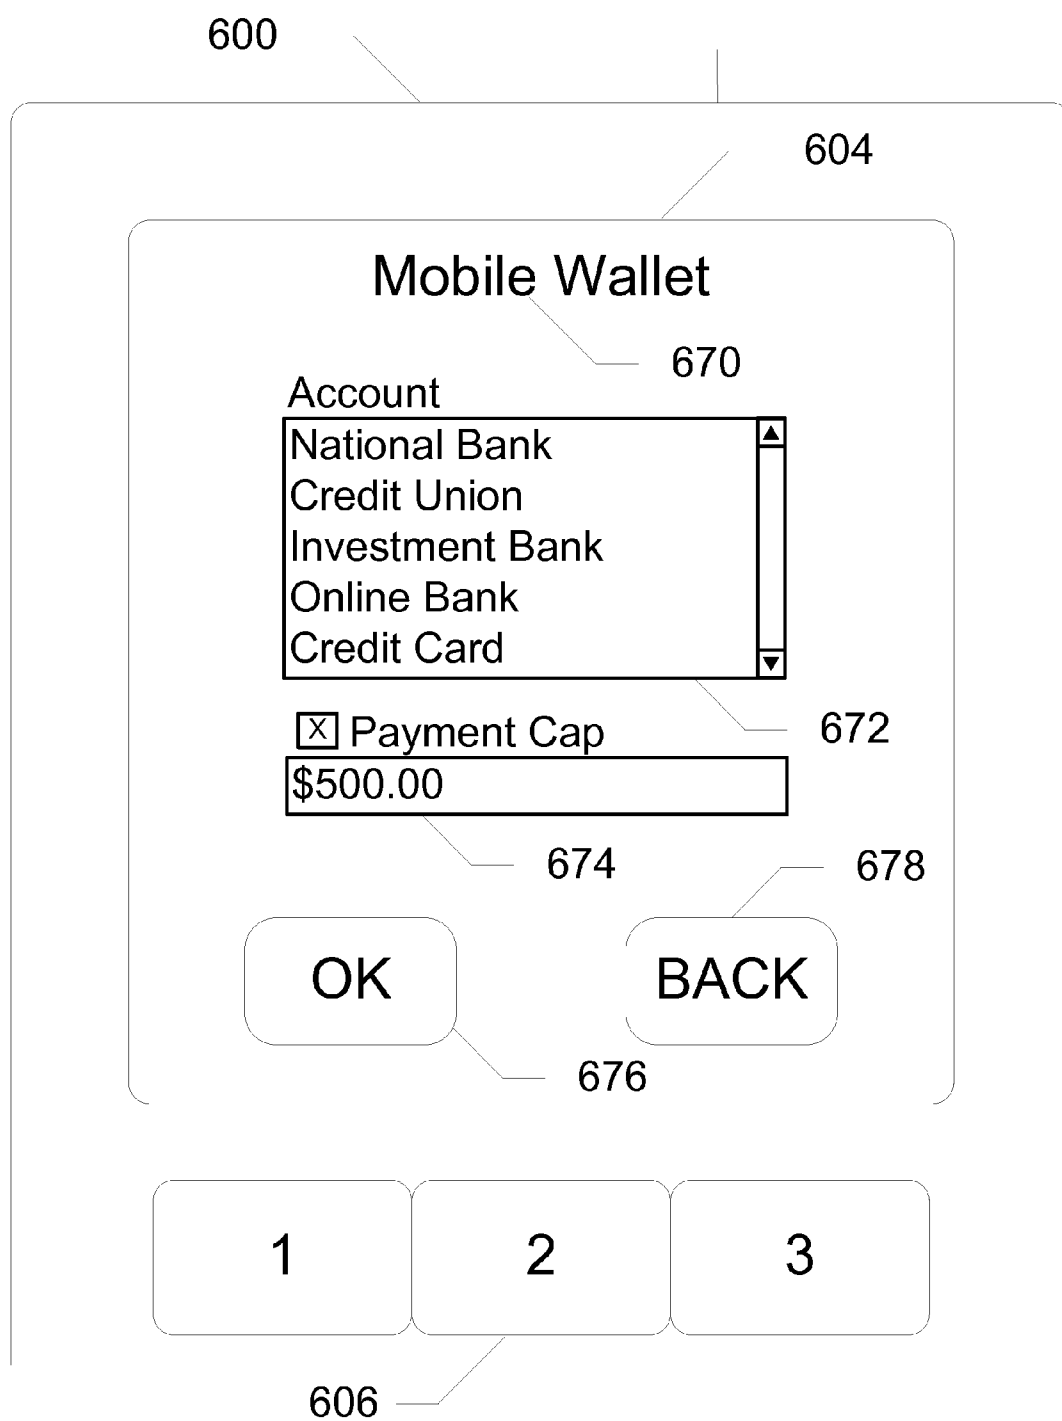 600
604
Mobile Wallet
670
Account
National Bank
Credit Union
Investment Bank
Online Bank
Credit Card
672
X Payment Cap
$500.00
674
678
OK
BACK
676
1
2
3
606